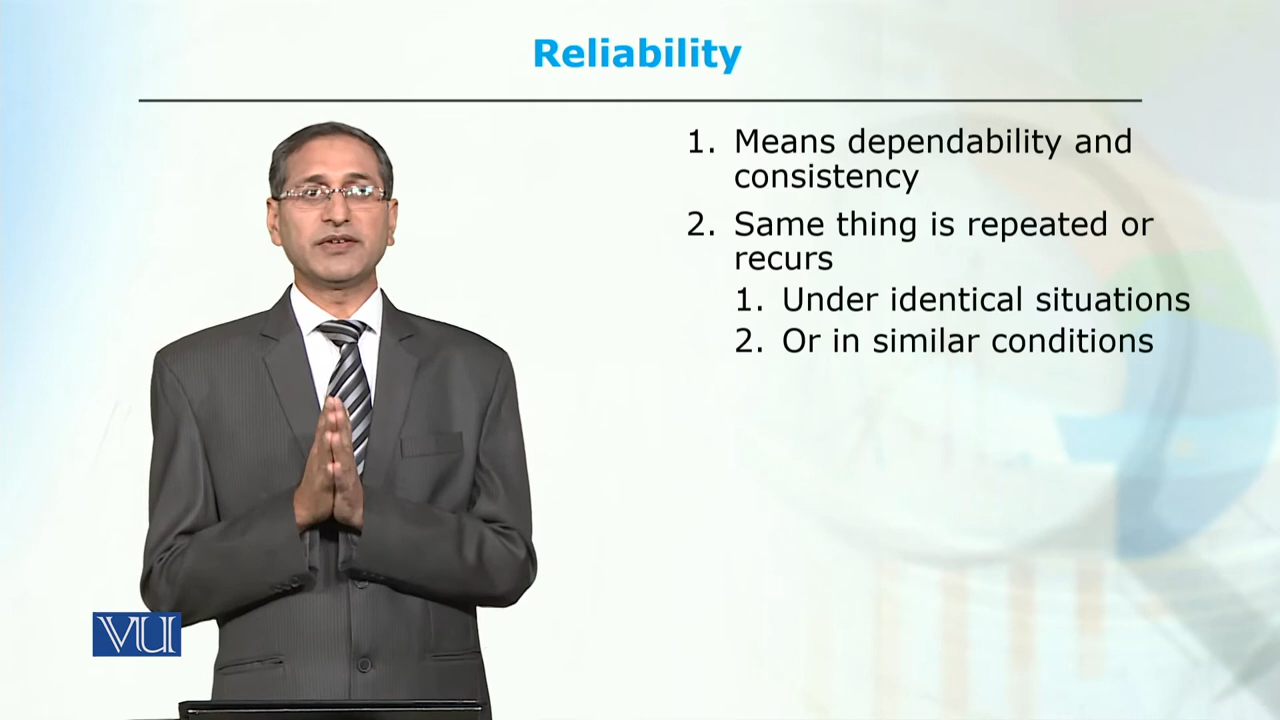 Reliability
1. Means dependability and
consistency
2. Same thing is repeated or
recurs
1. Under identical situations
2. Or in similar conditions
VU